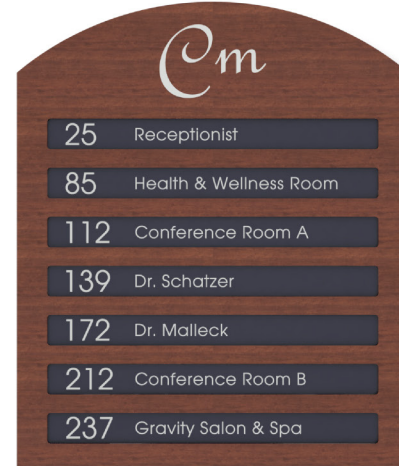 Cm
25 Receptionist
85 Health & Wellness Room
112 Conference Room A
139 Dr. Schatzer
172 Dr. Malleck
212 Conference Room B
237 Gravity Salon & Spa